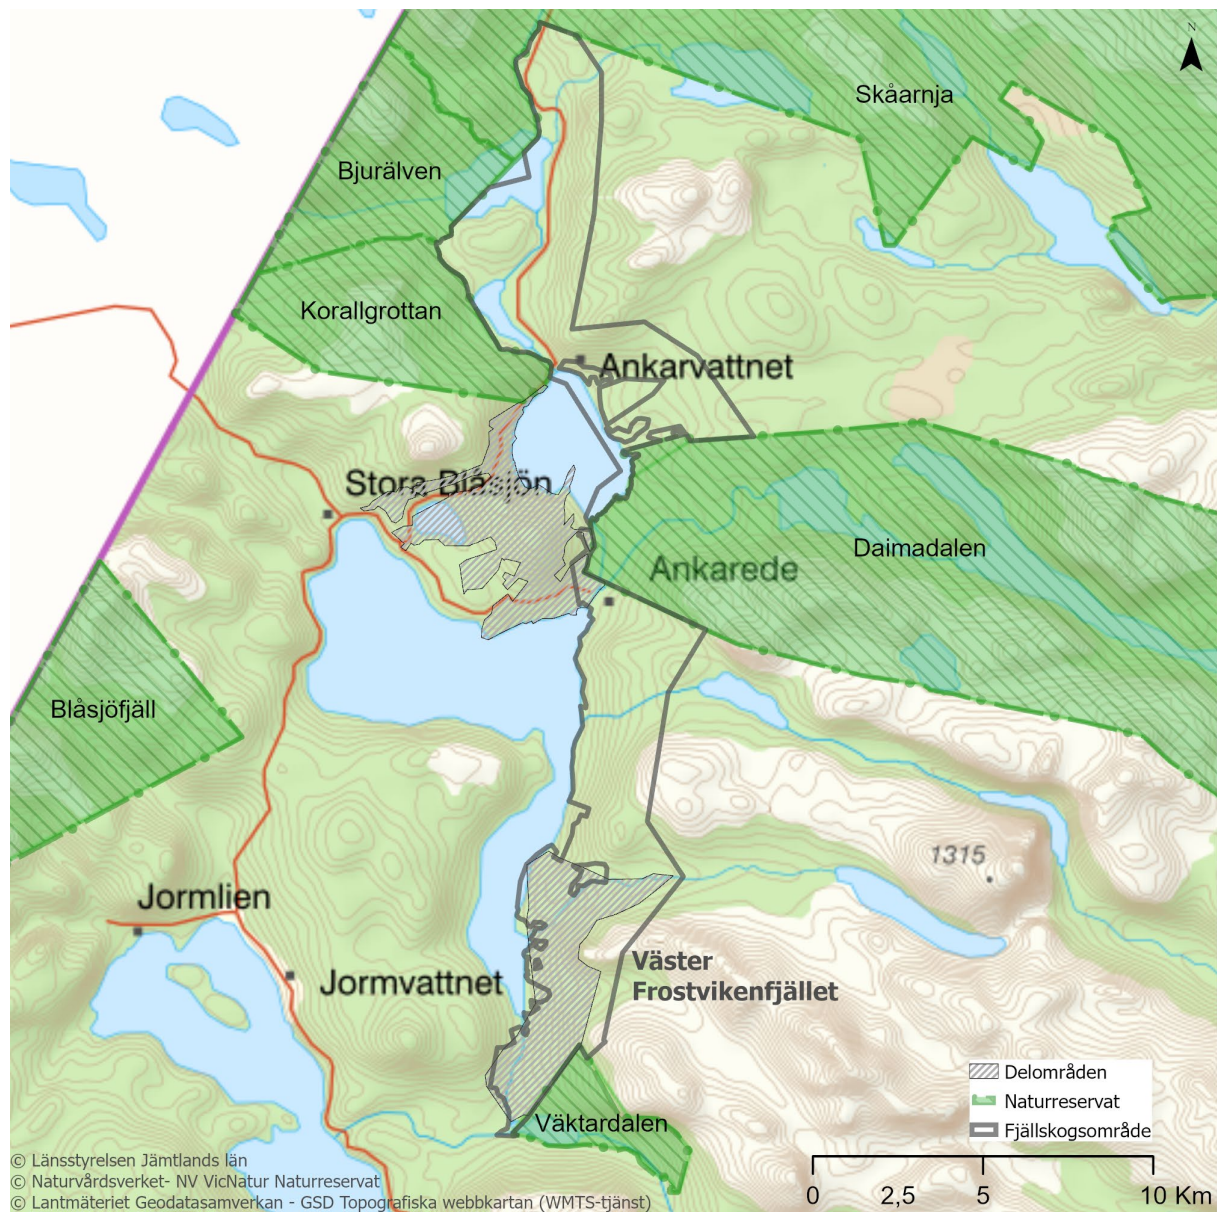 N
Skåarnja
Bjurälven
Korallgrottan
Ankarvattnet
Stora Blåsjön
Daimadalen
Ankarede
Blåsjöfjäll
1315
Jormlien
Väster
Frostvikenfjället
Jormvattnet
Delområden
Naturreservat
Fjällskogsområde
Väktardalen
© Länsstyrelsen Jämtlands län
© Naturvårdsverket- NV VicNatur Naturreservat
© Lantmäteriet Geodatasamverkan - GSD Topografiska webbkartan (WMTS-tjänst)
0 2,5 5 10 Km